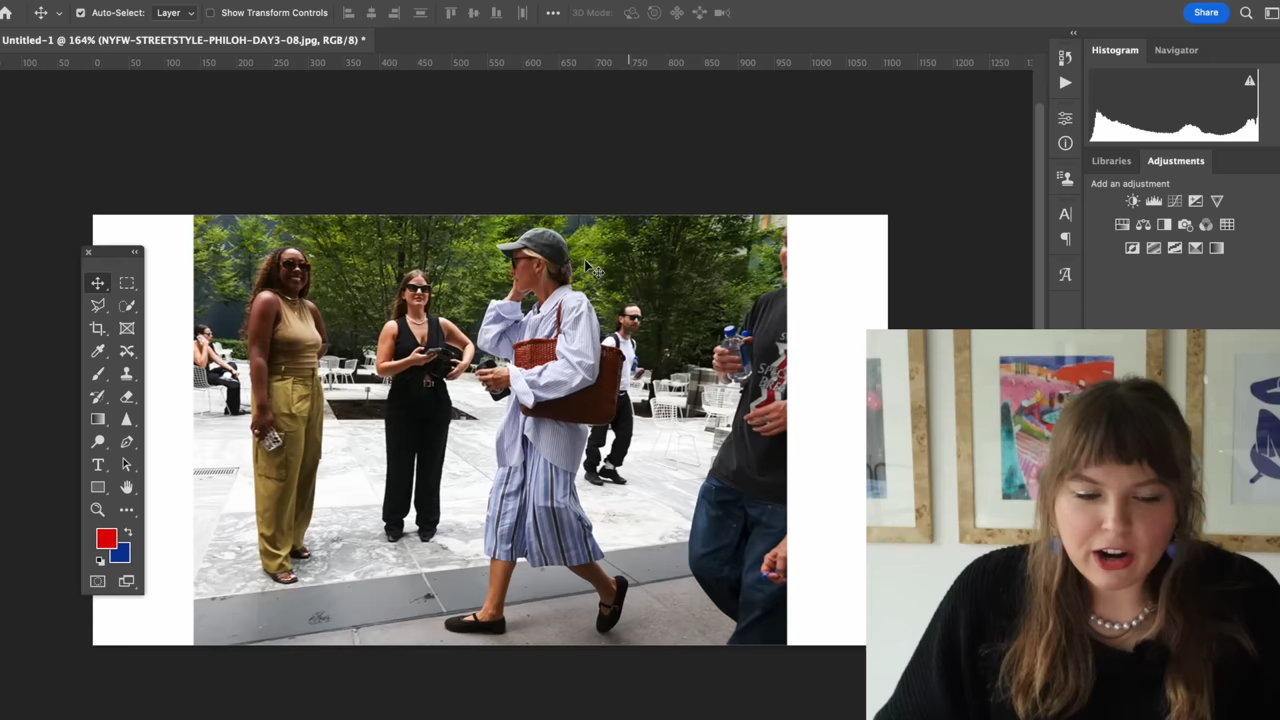 Auto-Select: Layer Show Transform Controls 3D Mode: Share
Untitled-1 @ 164% (NYFW-STREETSTYLE-PHILOH-DAY3-08.jpg, RGB/8) *
100 50 0 50 100 150 200 250 300 350 400 450 500 550 600 650 700 750 800 850 900 950 1000 1050 1100 1150 1200 1250
Histogram Navigator
Libraries Adjustments
Add an adjustment